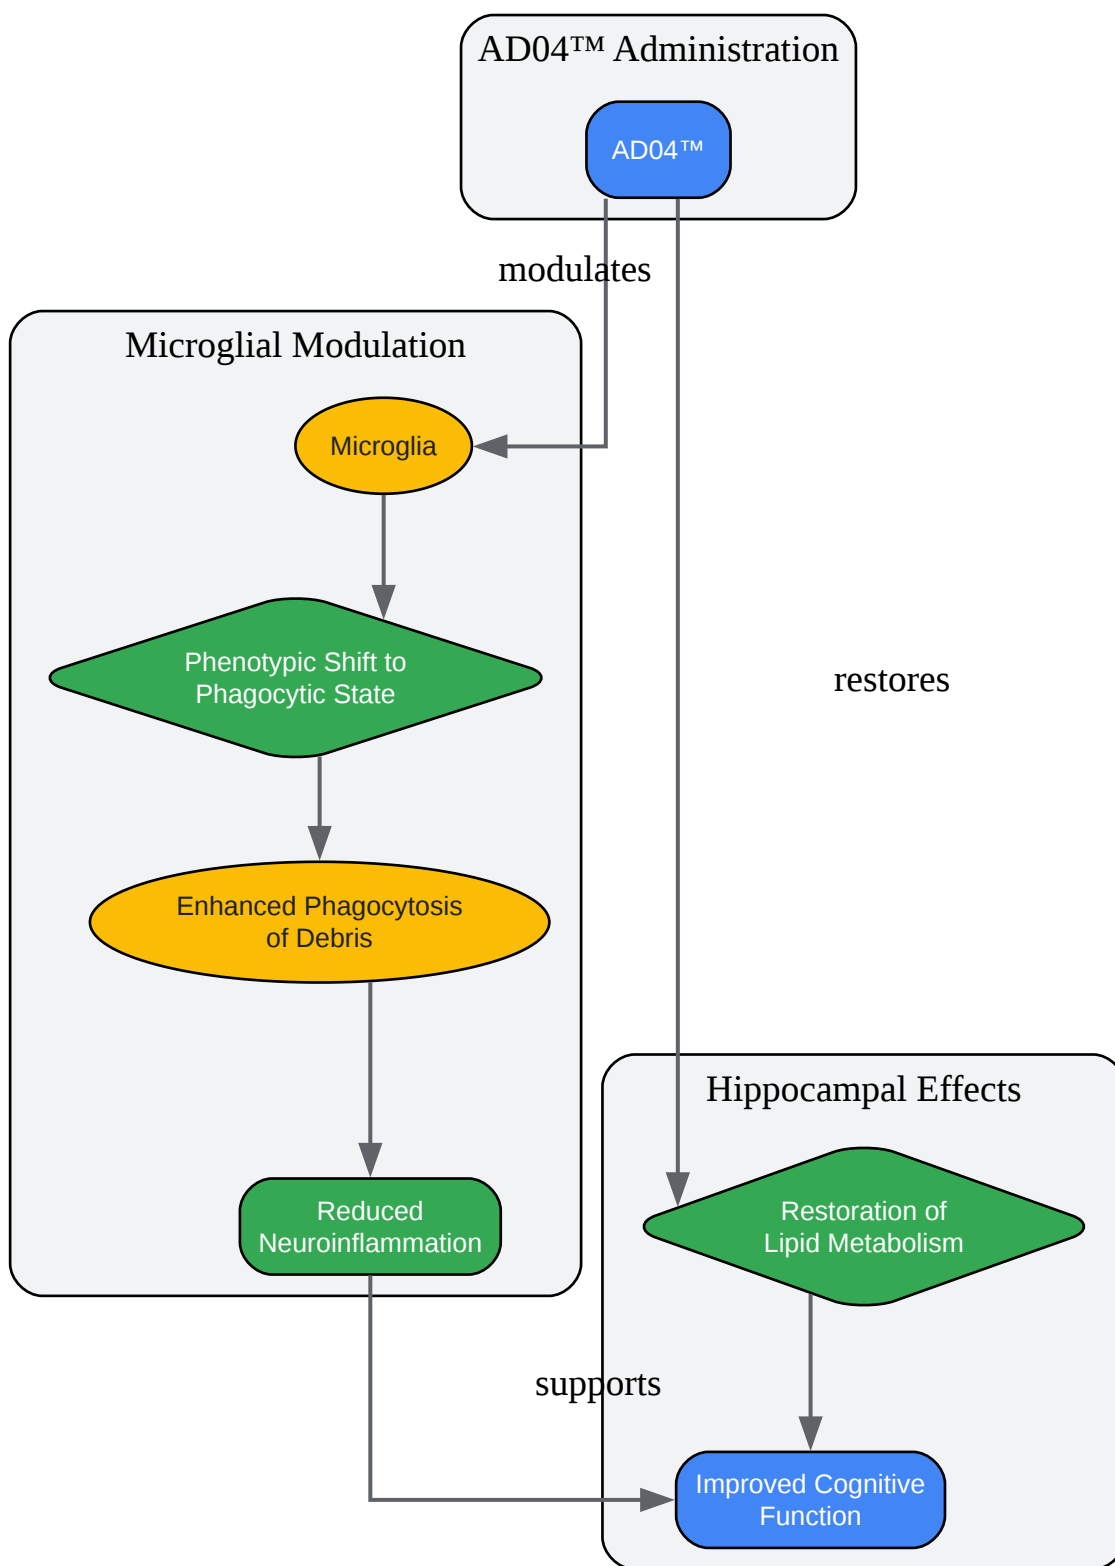 AD04™ Administration
AD04™
modulates
Microglial Modulation
Microglia
Phenotypic Shift to
Phagocytic State
restores
Enhanced Phagocytosis
of Debris
Hippocampal Effects
Reduced
Neuroinflammation
Restoration of
Lipid Metabolism
supports
Improved Cognitive
Function